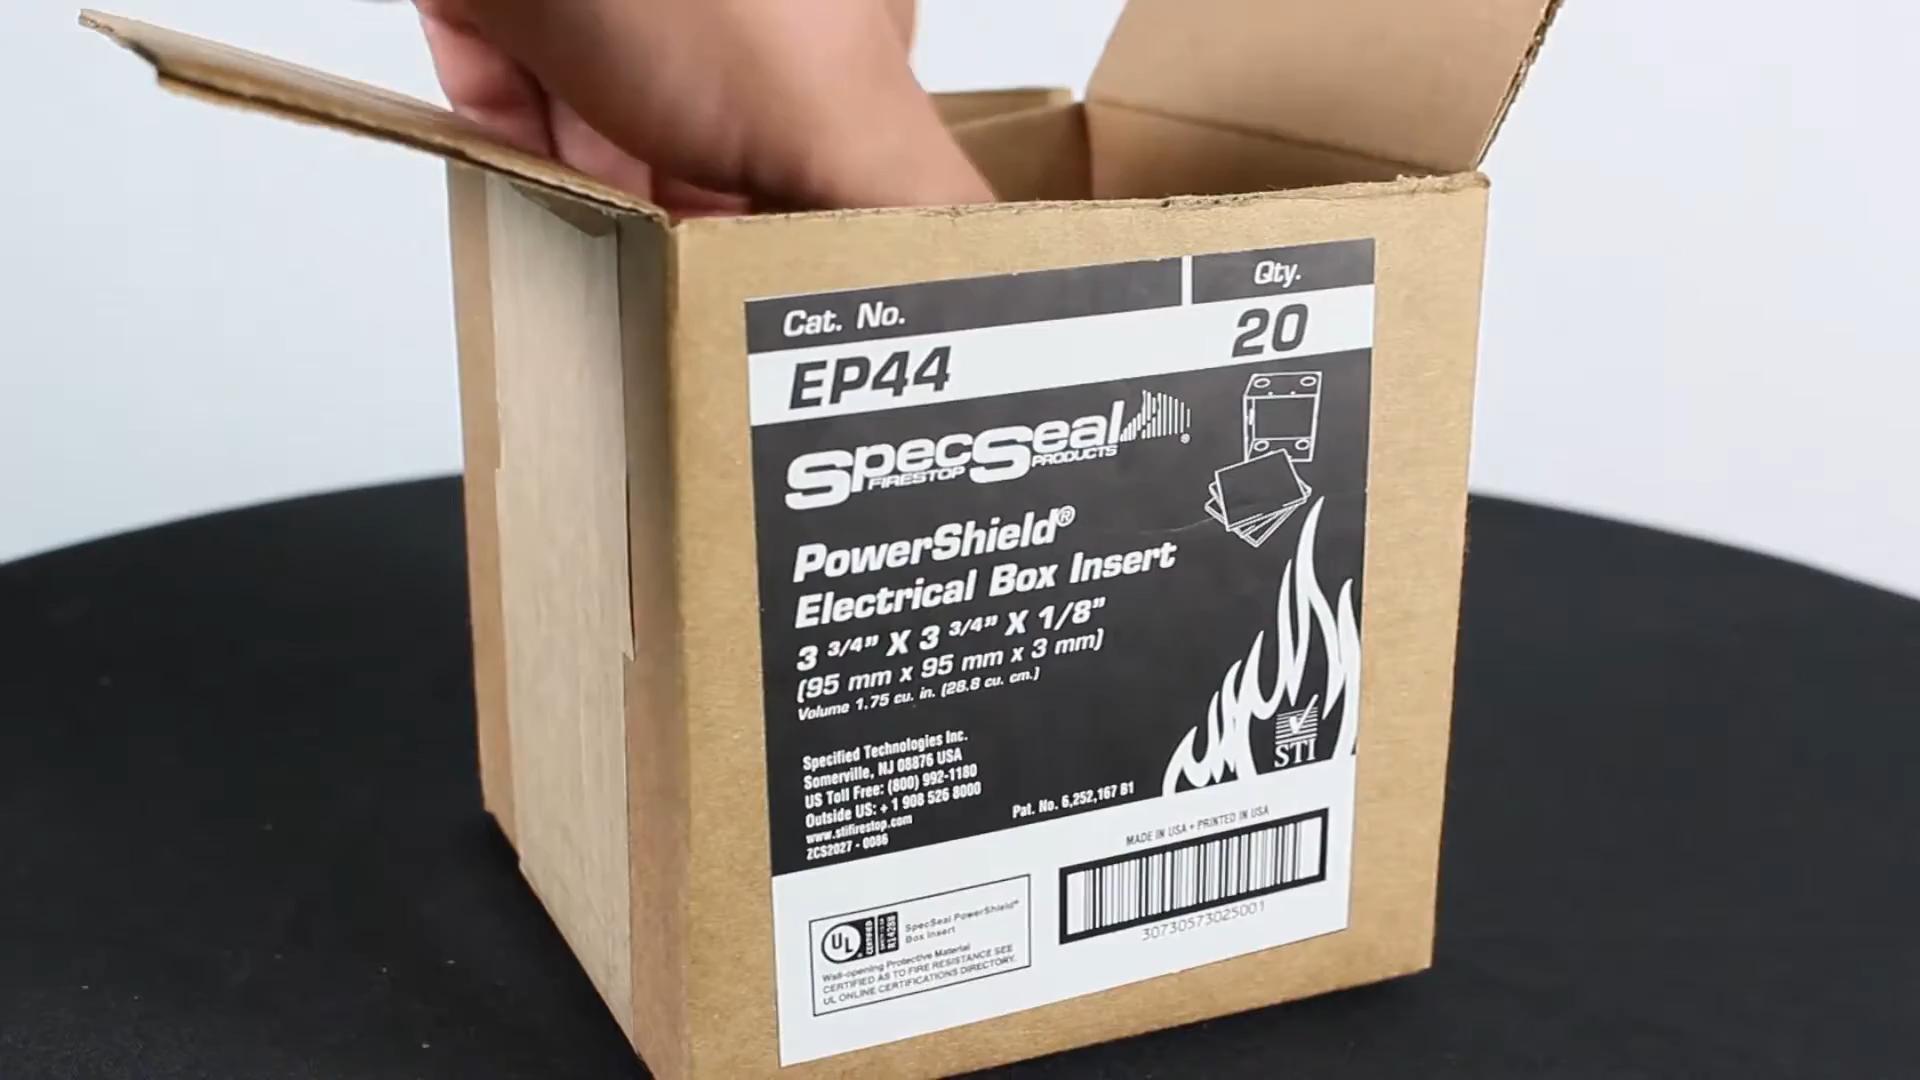 Cat. No.
Qty.
EP44
20
SpecSeal®
FIRESTOP PRODUCTS
PowerShield®
Electrical Box Insert
3 3/4” X 3 3/4” X 1/8”
(95 mm x 95 mm x 3 mm)
Volume 1.75 cu. in. (28.8 cu. cm.)
Specified Technologies Inc.
Somerville, NJ 08876 USA
US Toll Free: (800) 992-1180
Outside US: + 1 908 526 8000
www.stifirestop.com
ZCS2027 - 0086
Pat. No. 6,252,167 B1
STI
MADE IN USA • PRINTED IN USA
30730573025001
UL
CERTIFIED
R14288
SpecSeal PowerShield®
Box Insert
Wall-opening Protective Material
CERTIFIED AS TO FIRE RESISTANCE SEE
UL ONLINE CERTIFICATIONS DIRECTORY.